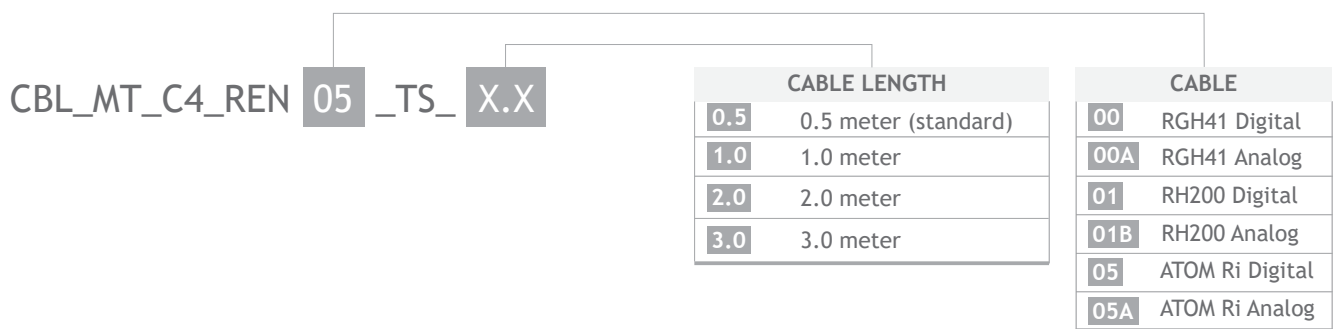 CBL_MT_C4_REN 05 _TS_ X.X
CABLE LENGTH
0.5 0.5 meter (standard)
1.0 1.0 meter
2.0 2.0 meter
3.0 3.0 meter
CABLE
00 RGH41 Digital
00A RGH41 Analog
01 RH200 Digital
01B RH200 Analog
05 ATOM Ri Digital
05A ATOM Ri Analog